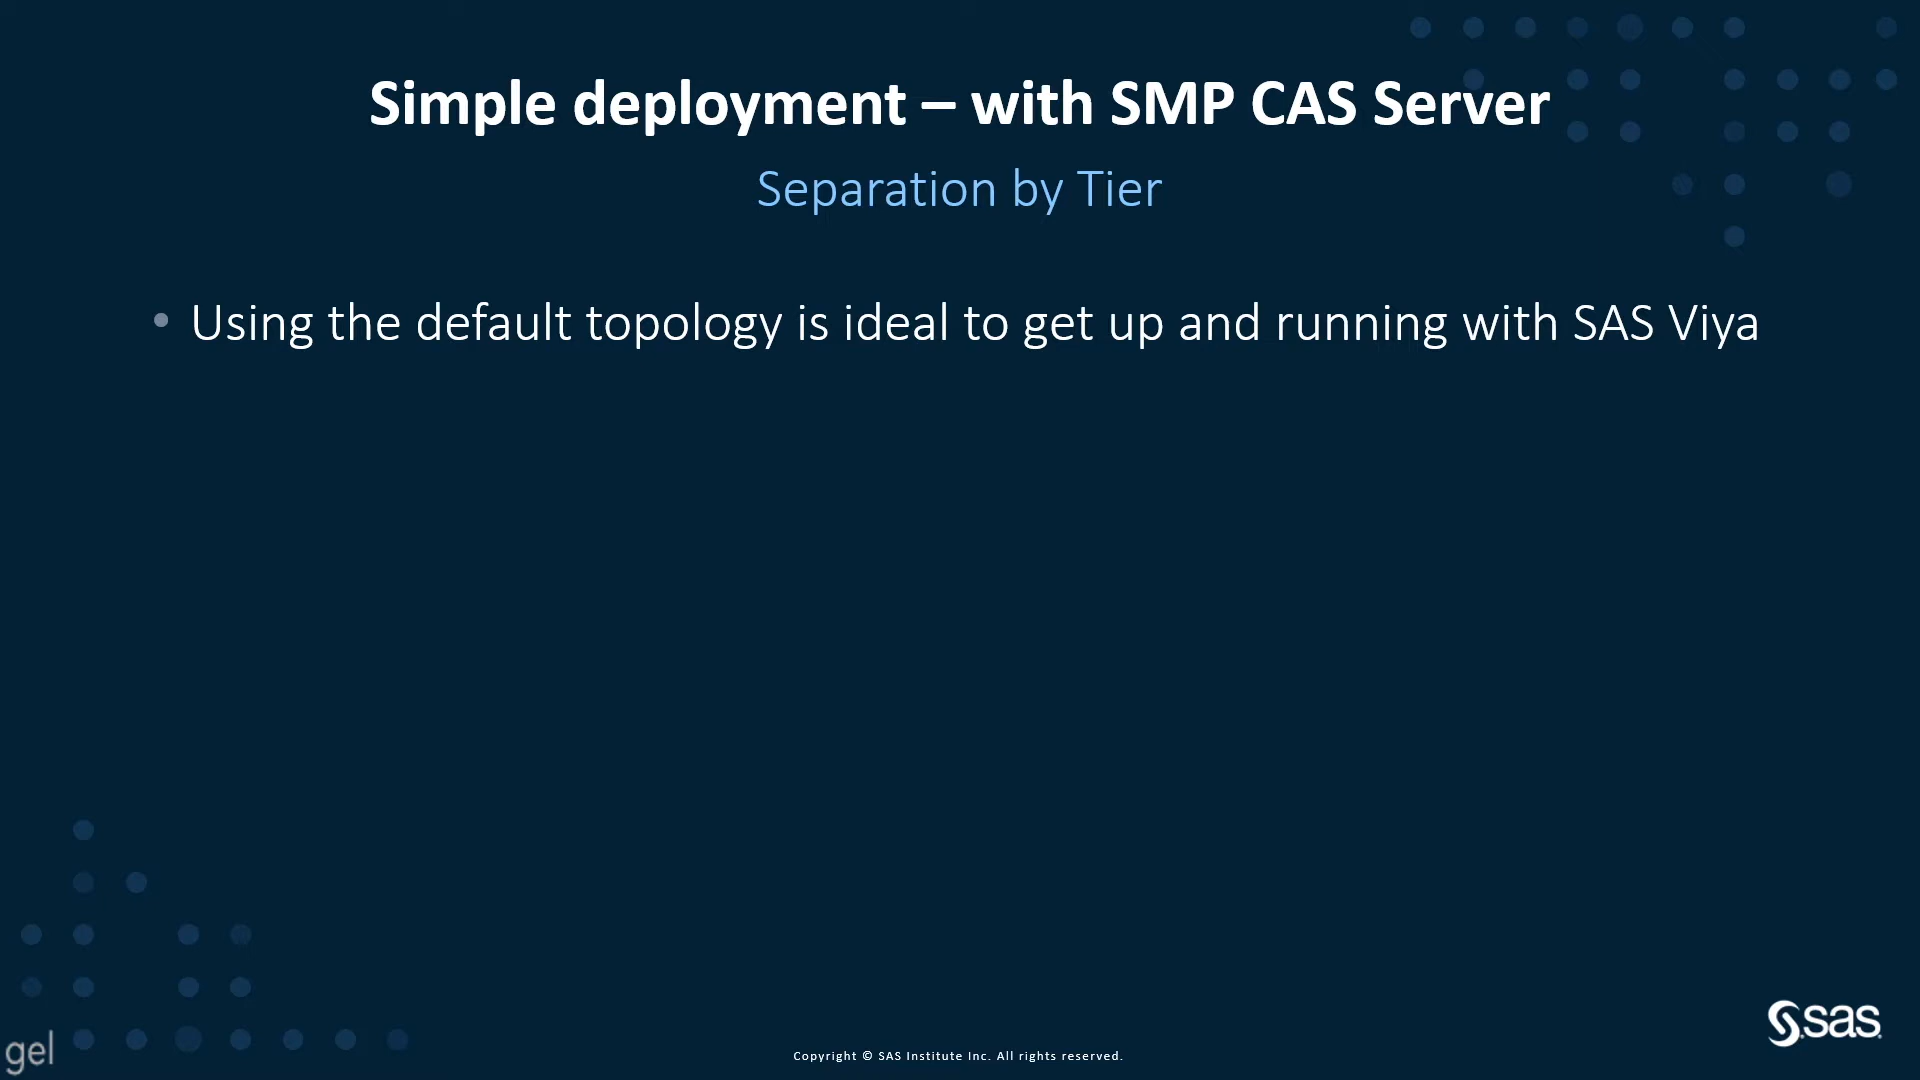 Simple deployment – with SMP CAS Server
Separation by Tier
• Using the default topology is ideal to get up and running with SAS Viya
sas
gel
Copyright © SAS Institute Inc. All rights reserved.